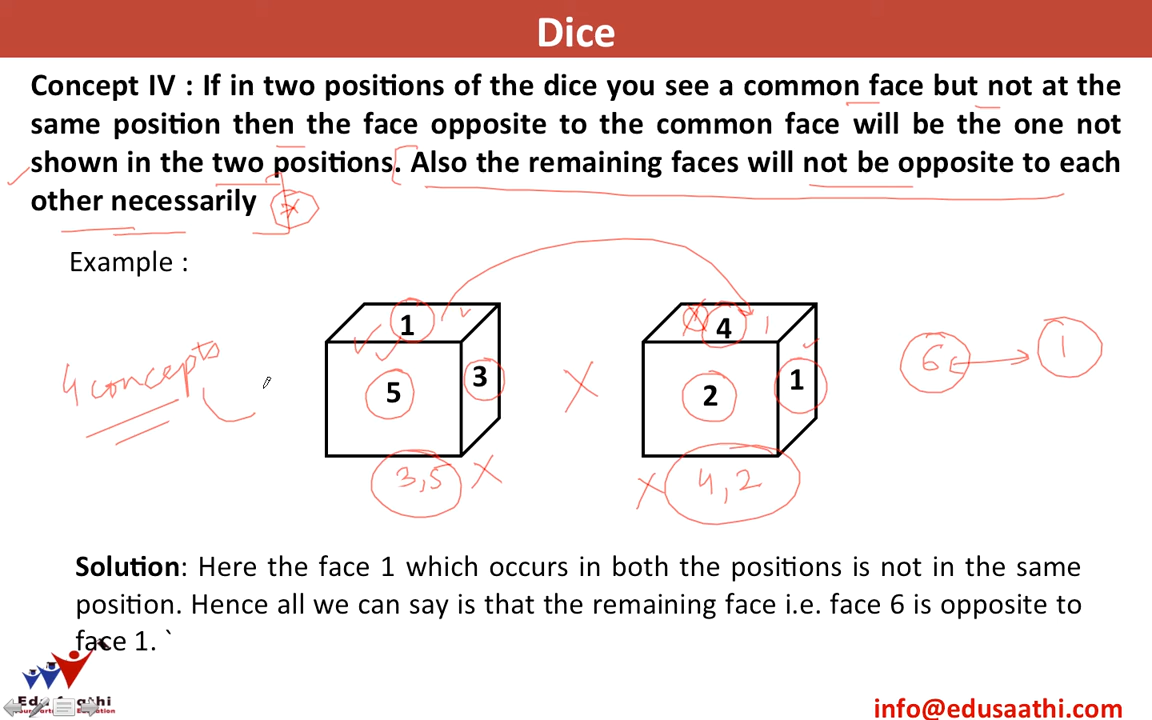 Dice
Concept IV : If in two positions of the dice you see a common face but not at the
same position then the face opposite to the common face will be the one not
shown in the two positions. Also the remaining faces will not be opposite to each
other necessarily
Example :
1
5
3
4
2
1
1
6
1
4 concepts
3,5
4,2
Solution: Here the face 1 which occurs in both the positions is not in the same
position. Hence all we can say is that the remaining face i.e. face 6 is opposite to
face 1. `
info@edusaathi.com